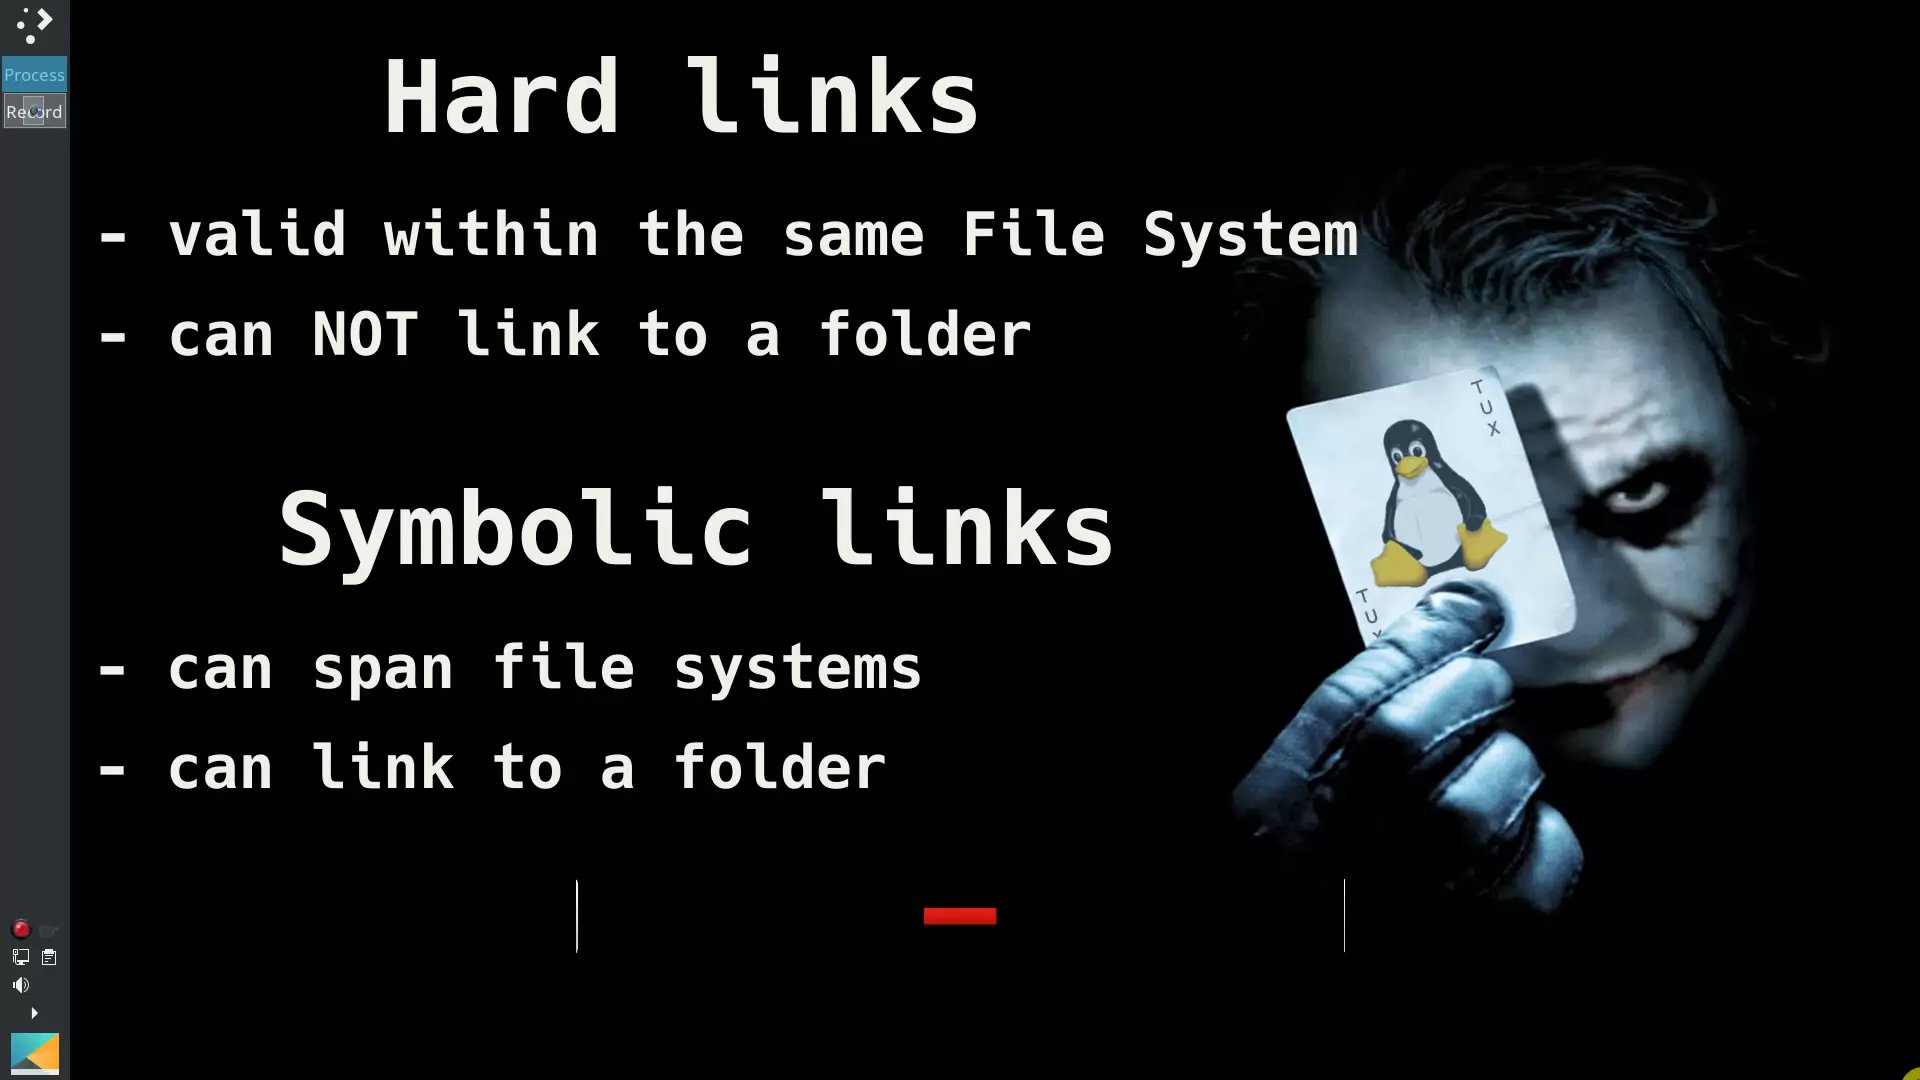 Process
Record
Hard links
- valid within the same File System
- can NOT link to a folder
Symbolic links
- can span file systems
- can link to a folder
TUX
TUX